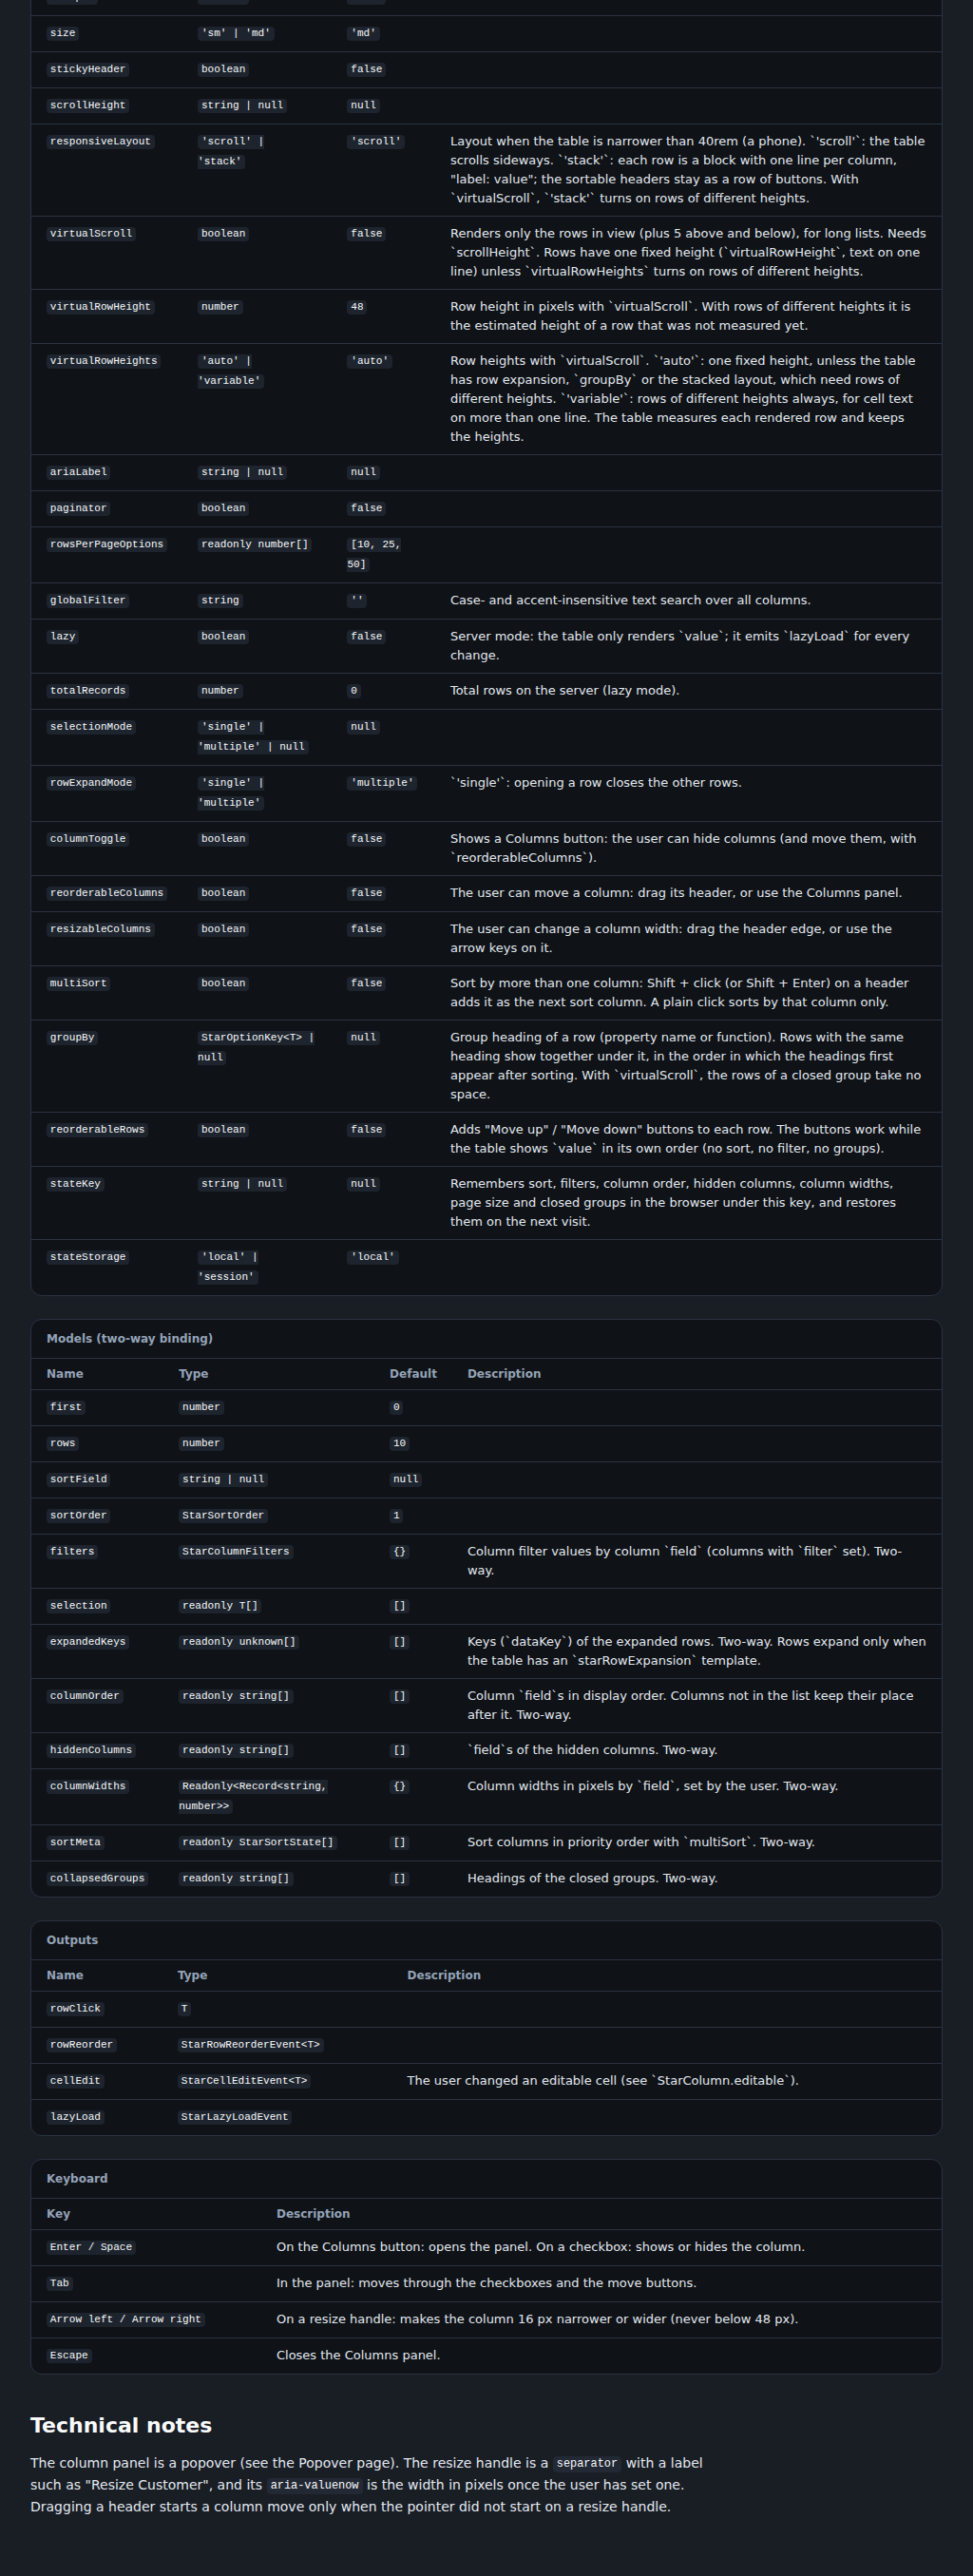 size 'sm' | 'md' 'md'
stickyHeader boolean false
scrollHeight string | null null
responsiveLayout 'scroll' | 'scroll' Layout when the table is narrower than 40rem (a phone). `'scroll'`: the table
'stack' scrolls sideways. `'stack'`: each row is a block with one line per column,
"label: value"; the sortable headers stay as a row of buttons. With
`virtualScroll`, `'stack'` turns on rows of different heights.
virtualScroll boolean false Renders only the rows in view (plus 5 above and below), for long lists. Needs
`scrollHeight`. Rows have one fixed height (`virtualRowHeight`, text on one
line) unless `virtualRowHeights` turns on rows of different heights.
virtualRowHeight number 48 Row height in pixels with `virtualScroll`. With rows of different heights it is
the estimated height of a row that was not measured yet.
virtualRowHeights 'auto' | 'auto' Row heights with `virtualScroll`. `'auto'`: one fixed height, unless the table
'variable' has row expansion, `groupBy` or the stacked layout, which need rows of
different heights. `'variable'`: rows of different heights always, for cell text
on more than one line. The table measures each rendered row and keeps
the heights.
ariaLabel string | null null
paginator boolean false
rowsPerPageOptions readonly number[] [10, 25,
50]
globalFilter string '' Case- and accent-insensitive text search over all columns.
lazy boolean false Server mode: the table only renders `value`; it emits `lazyLoad` for every
change.
totalRecords number 0 Total rows on the server (lazy mode).
selectionMode 'single' | null
'multiple' | null
rowExpandMode 'single' | 'multiple' `'single'`: opening a row closes the other rows.
'multiple'
columnToggle boolean false Shows a Columns button: the user can hide columns (and move them, with
`reorderableColumns`).
reorderableColumns boolean false The user can move a column: drag its header, or use the Columns panel.
resizableColumns boolean false The user can change a column width: drag the header edge, or use the
arrow keys on it.
multiSort boolean false Sort by more than one column: Shift + click (or Shift + Enter) on a header
adds it as the next sort column. A plain click sorts by that column only.
groupBy StarOptionKey<T> | null Group heading of a row (property name or function). Rows with the same
null heading show together under it, in the order in which the headings first
appear after sorting. With `virtualScroll`, the rows of a closed group take no
space.
reorderableRows boolean false Adds "Move up" / "Move down" buttons to each row. The buttons work while
the table shows `value` in its own order (no sort, no filter, no groups).
stateKey string | null null Remembers sort, filters, column order, hidden columns, column widths,
page size and closed groups in the browser under this key, and restores
them on the next visit.
stateStorage 'local' | 'local'
'session'
Models (two-way binding)
Name Type Default Description
first number 0
rows number 10
sortField string | null null
sortOrder StarSortOrder 1
filters StarColumnFilters {} Column filter values by column `field` (columns with `filter` set). Two-
way.
selection readonly T[] []
expandedKeys readonly unknown[] [] Keys (`dataKey`) of the expanded rows. Two-way. Rows expand only when
the table has an `starRowExpansion` template.
columnOrder readonly string[] [] Column `field`s in display order. Columns not in the list keep their place
after it. Two-way.
hiddenColumns readonly string[] [] `field`s of the hidden columns. Two-way.
columnWidths Readonly<Record<string, {} Column widths in pixels by `field`, set by the user. Two-way.
number>>
sortMeta readonly StarSortState[] [] Sort columns in priority order with `multiSort`. Two-way.
collapsedGroups readonly string[] [] Headings of the closed groups. Two-way.
Outputs
Name Type Description
rowClick T
rowReorder StarRowReorderEvent<T>
cellEdit StarCellEditEvent<T> The user changed an editable cell (see `StarColumn.editable`).
lazyLoad StarLazyLoadEvent
Keyboard
Key Description
Enter / Space On the Columns button: opens the panel. On a checkbox: shows or hides the column.
Tab In the panel: moves through the checkboxes and the move buttons.
Arrow left / Arrow right On a resize handle: makes the column 16 px narrower or wider (never below 48 px).
Escape Closes the Columns panel.
Technical notes
The column panel is a popover (see the Popover page). The resize handle is a separator with a label
such as "Resize Customer", and its aria-valuenow is the width in pixels once the user has set one.
Dragging a header starts a column move only when the pointer did not start on a resize handle.